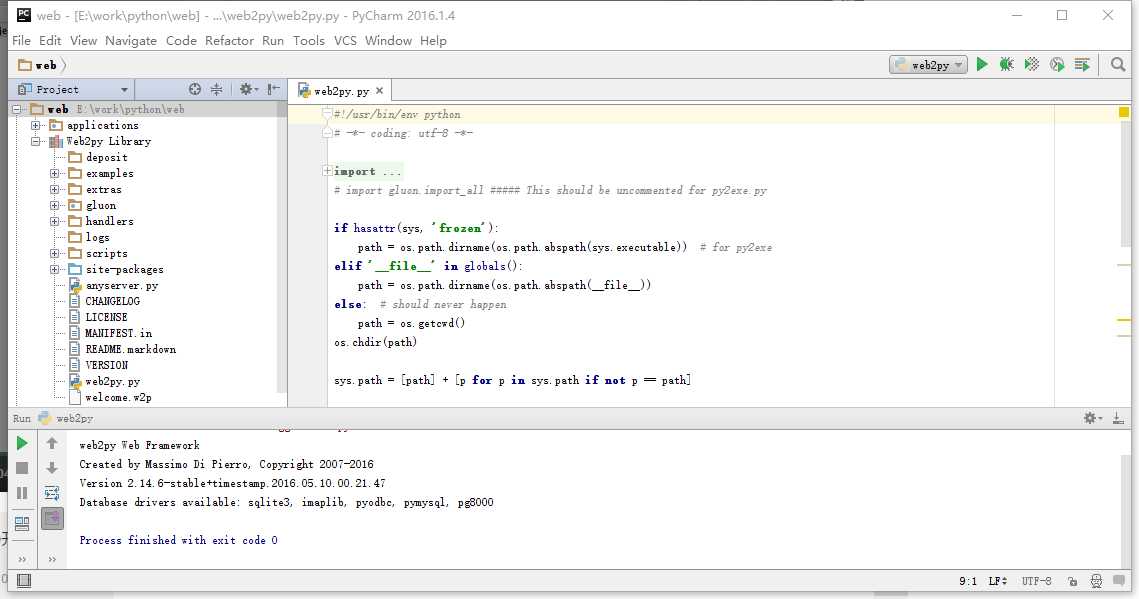 web - [E:\work\python\web] - ...\web2py\web2py.py - PyCharm 2016.1.4
File Edit View Navigate Code Refactor Run Tools VCS Window Help
web
web2py
Project
web2py.py
web E:\work\python\web
applications
Web2py Library
deposit
examples
extras
gluon
handlers
logs
scripts
site-packages
anyserver.py
CHANGELOG
LICENSE
MANIFEST.in
README.markdown
VERSION
web2py.py
welcome.w2p
#!/usr/bin/env python
# -*- coding: utf-8 -*-
import ...
# import gluon.import_all ##### This should be uncommented for py2exe.py
if hasattr(sys, 'frozen'):
path = os.path.dirname(os.path.abspath(sys.executable)) # for py2exe
elif '__file__' in globals():
path = os.path.dirname(os.path.abspath(__file__))
else: # should never happen
path = os.getcwd()
os.chdir(path)
sys.path = [path] + [p for p in sys.path if not p == path]
Run web2py
web2py Web Framework
Created by Massimo Di Pierro, Copyright 2007-2016
Version 2.14.6-stable+timestamp.2016.05.10.00.21.47
Database drivers available: sqlite3, imaplib, pyodbc, pymysql, pg8000
Process finished with exit code 0
9:1 LF UTF-8